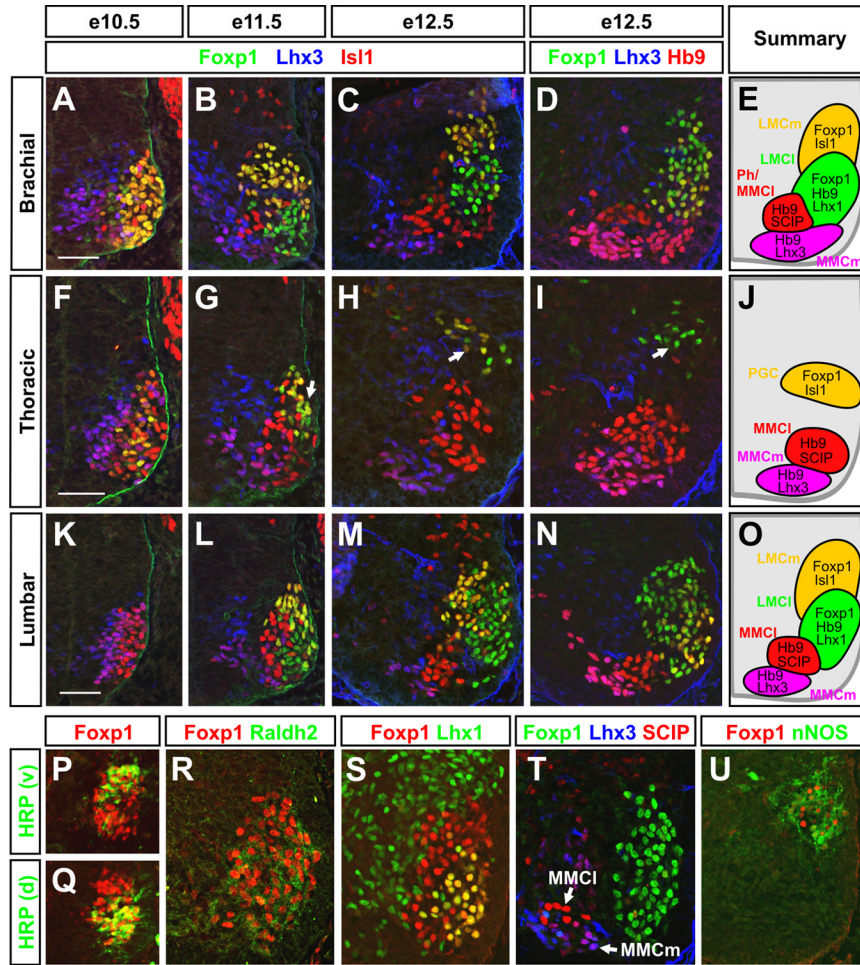 e10.5
e11.5
e12.5
e12.5
Summary
Foxp1 Lhx3 Isl1
Foxp1 Lhx3 Hb9
Brachial
A
B
C
D
E
LMCm
Foxp1
Isl1
LMCl
Foxp1
Hb9
Lhx1
Ph/
MMCl
Hb9
SCIP
Hb9
Lhx3
MMCm
Thoracic
F
G
H
I
J
PGC
Foxp1
Isl1
MMCl
Hb9
SCIP
MMCm
Hb9
Lhx3
Lumbar
K
L
M
N
O
LMCm
Foxp1
Isl1
LMCl
Foxp1
Hb9
Lhx1
MMCl
Hb9
SCIP
Hb9
Lhx3
MMCm
Foxp1
Foxp1 Raldh2
Foxp1 Lhx1
Foxp1 Lhx3 SCIP
Foxp1 nNOS
HRP (v)
P
R
S
T
U
HRP (d)
Q
MMCl
MMCm